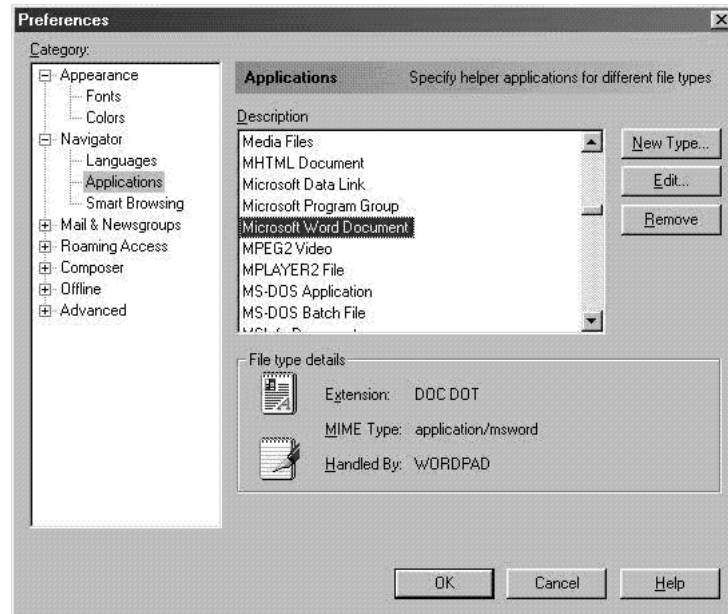 Preferences
Category:
Appearance
Fonts
Colors
Navigator
Languages
Applications
Smart Browsing
Mail & Newsgroups
Roaming Access
Composer
Offline
Advanced
Applications Specify helper applications for different file types
Description
Media Files
MHTML Document
Microsoft Data Link
Microsoft Program Group
Microsoft Word Document
MPEG2 Video
MPLAYER2 File
MS-DOS Application
MS-DOS Batch File
New Type...
Edit...
Remove
File type details
Extension: DOC DOT
MIME Type: application/msword
Handled By: WORDPAD
OK Cancel Help